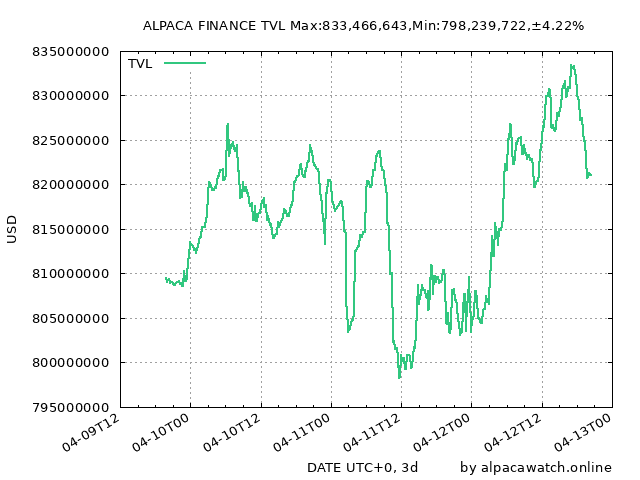 ALPACA FINANCE TVL Max:833,466,643,Min:798,239,722,±4.22%
835000000
TVL
830000000
825000000
820000000
815000000
810000000
805000000
800000000
795000000
USD
04-09T12
04-10T00
04-10T12
04-11T00
04-11T12
04-12T00
04-12T12
04-13T00
DATE UTC+0, 3d
by alpacawatch.online